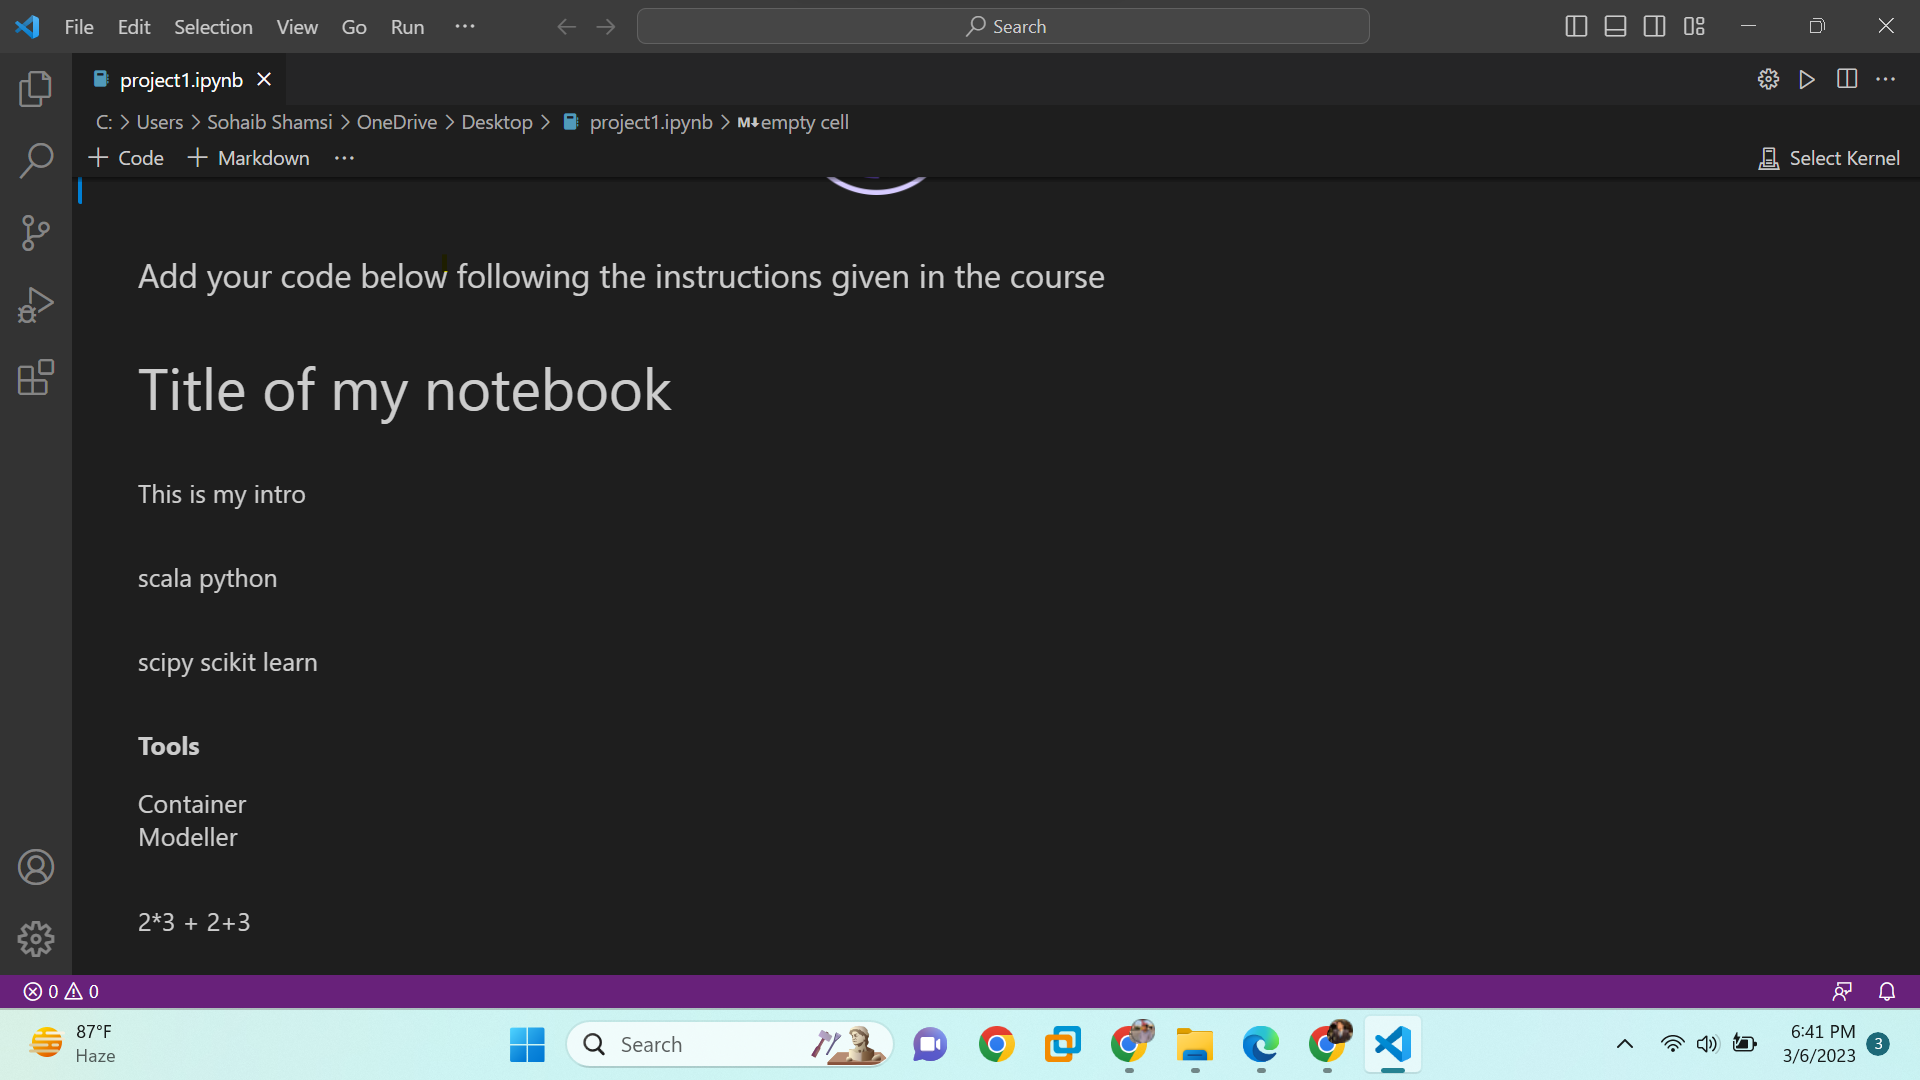 File Edit Selection View Go Run ··· Search
project1.ipynb
C: > Users > Sohaib Shamsi > OneDrive > Desktop > project1.ipynb > M↓empty cell
+ Code + Markdown ··· Select Kernel
Add your code below following the instructions given in the course
Title of my notebook
This is my intro
scala python
scipy scikit learn
Tools
Container
Modeller
2*3 + 2+3
0 0
87°F
Haze
Search
6:41 PM
3/6/2023
3